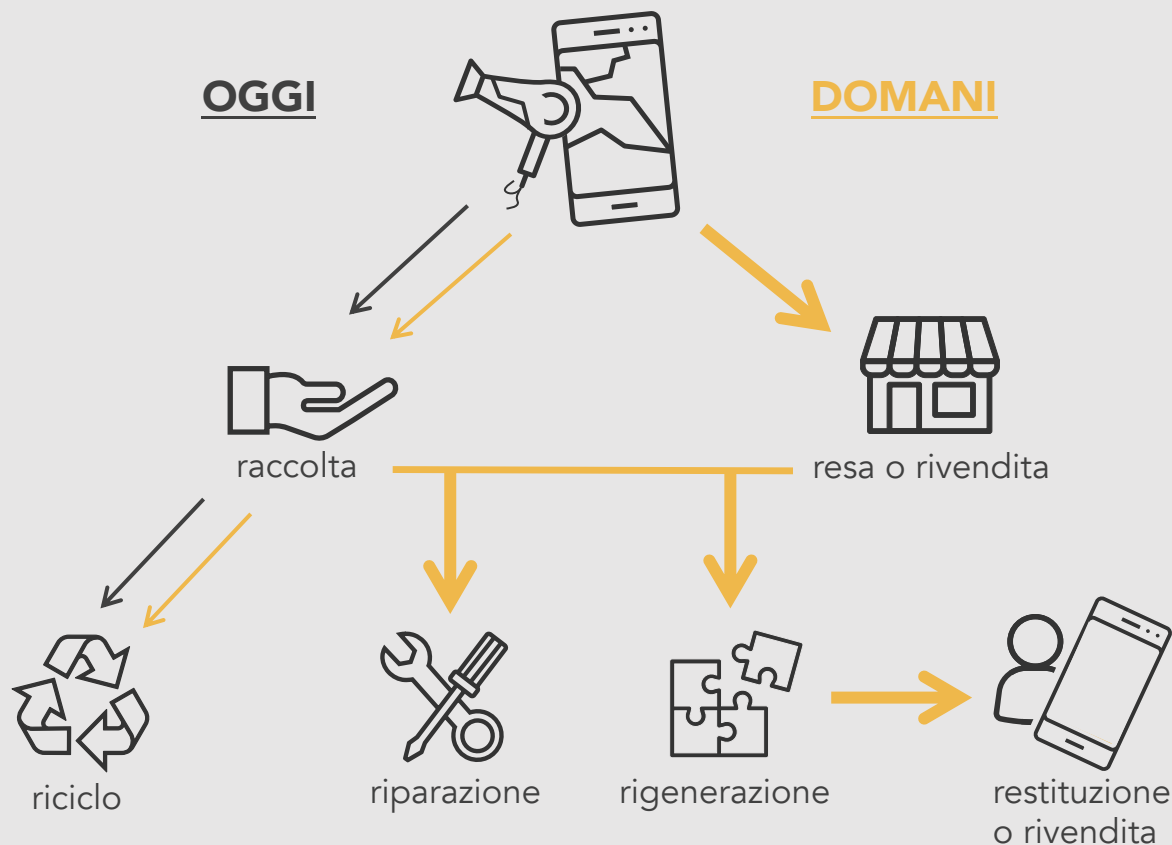 OGGI
DOMANI
raccolta
resa o rivendita
riciclo
riparazione
rigenerazione
restituzione
o rivendita